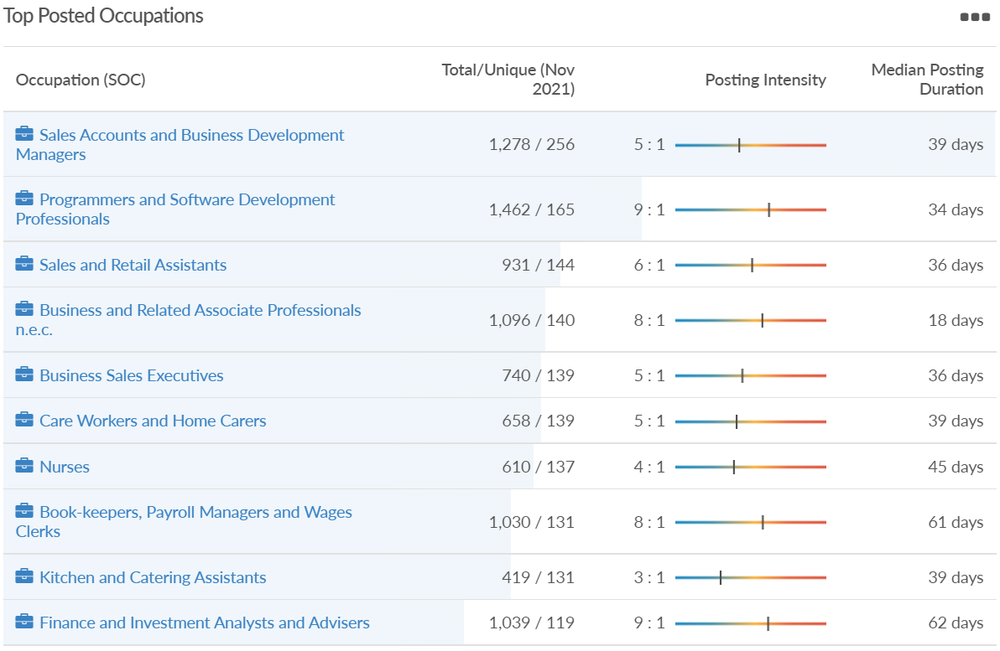 Top Posted Occupations
Occupation (SOC)
Total/Unique (Nov
2021)
Posting Intensity
Median Posting
Duration
Sales Accounts and Business Development
Managers
1,278 / 256
5 : 1
39 days
Programmers and Software Development
Professionals
1,462 / 165
9 : 1
34 days
Sales and Retail Assistants
931 / 144
6 : 1
36 days
Business and Related Associate Professionals
n.e.c.
1,096 / 140
8 : 1
18 days
Business Sales Executives
740 / 139
5 : 1
36 days
Care Workers and Home Carers
658 / 139
5 : 1
39 days
Nurses
610 / 137
4 : 1
45 days
Book-keepers, Payroll Managers and Wages
Clerks
1,030 / 131
8 : 1
61 days
Kitchen and Catering Assistants
419 / 131
3 : 1
39 days
Finance and Investment Analysts and Advisers
1,039 / 119
9 : 1
62 days